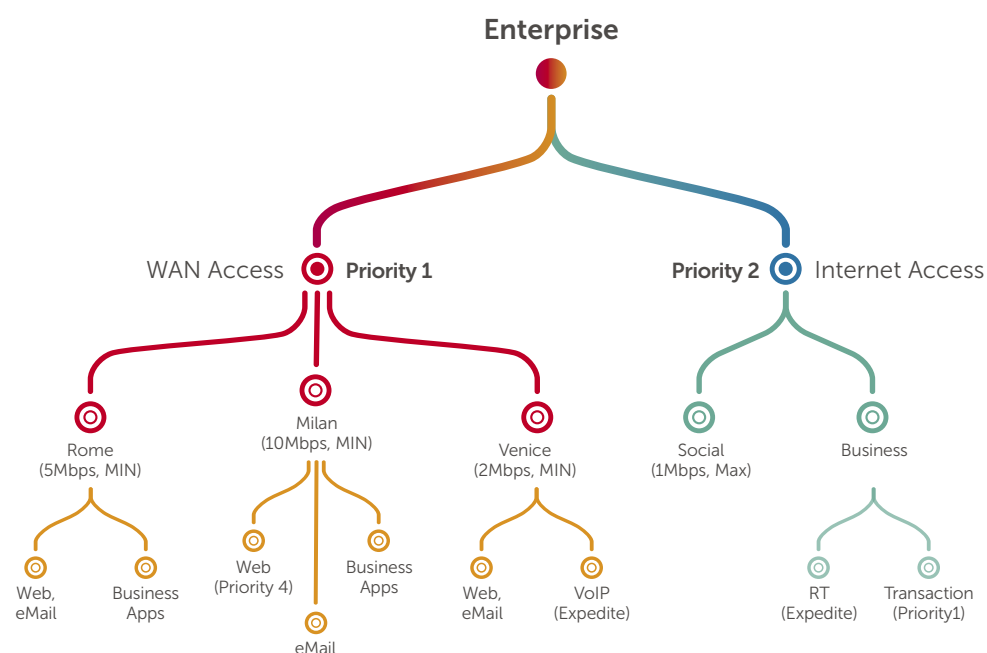 Enterprise
WAN Access
Priority 1
Priority 2
Internet Access
Rome
(5Mbps, MIN)
Milan
(10Mbps, MIN)
Venice
(2Mbps, MIN)
Social
(1Mbps, Max)
Business
Web,
eMail
Business
Apps
Web
(Priority 4)
eMail
Business
Apps
Web,
eMail
VoIP
(Expedite)
RT
(Expedite)
Transaction
(Priority1)